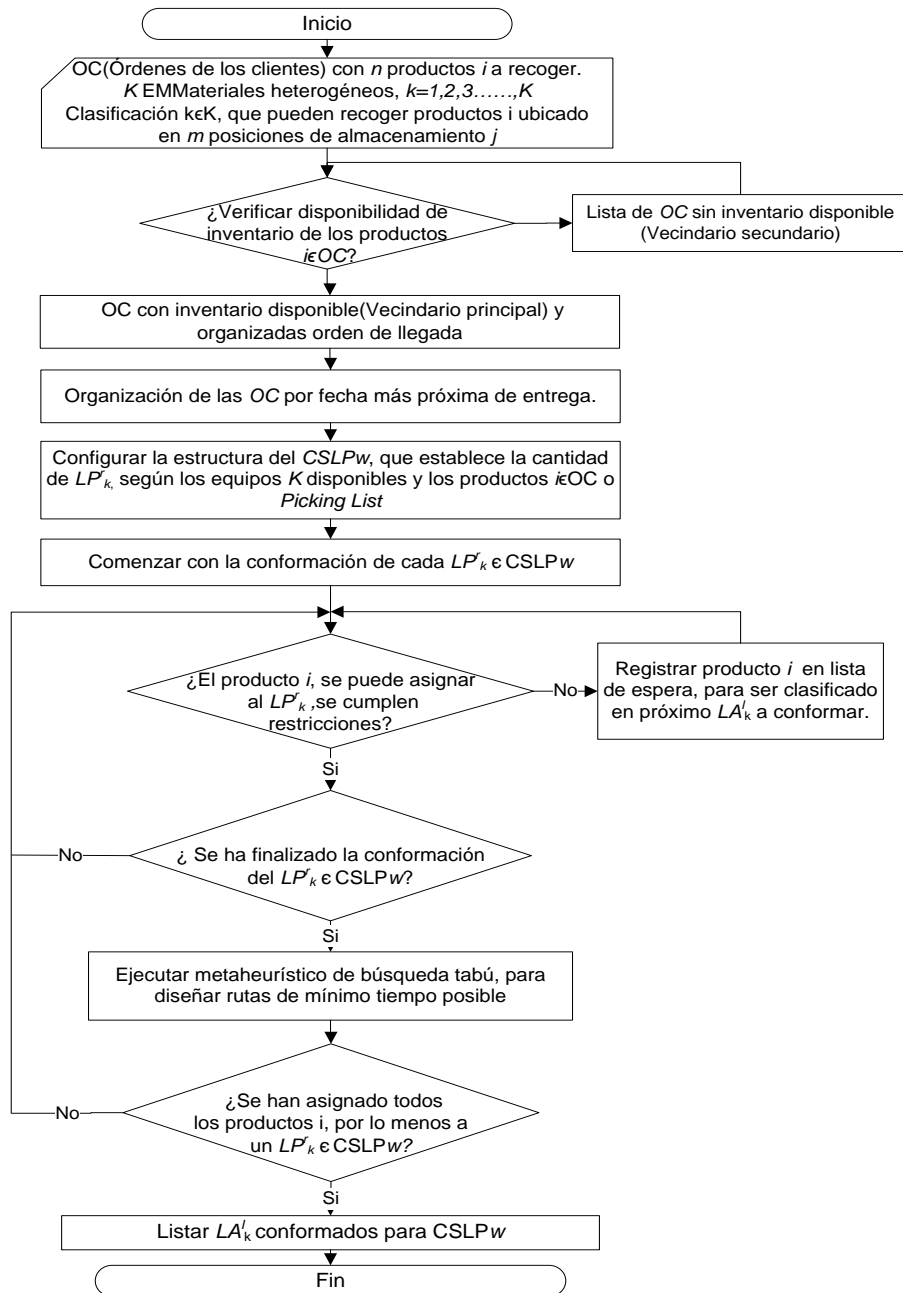 Inicio
OC(Órdenes de los clientes) con n productos i a recoger.
K EMMateriales heterogéneos, k=1,2,3……,K
Clasificación kϵK, que pueden recoger productos i ubicado
en m posiciones de almacenamiento j
¿Verificar disponibilidad de
inventario de los productos
iϵOC?
Lista de OC sin inventario disponible
(Vecindario secundario)
OC con inventario disponible(Vecindario principal) y
organizadas orden de llegada
Organización de las OC por fecha más próxima de entrega.
Configurar la estructura del CSLPw, que establece la cantidad
de LPʳₖ, según los equipos K disponibles y los productos iϵOC o
Picking List
Comenzar con la conformación de cada LPʳₖ ϵ CSLPw
¿El producto i, se puede asignar
al LPʳₖ ,se cumplen
restricciones?
No
Registrar producto i en lista
de espera, para ser clasificado
en próximo LAˡₖ a conformar.
Si
¿ Se ha finalizado la conformación
del LPʳₖ ϵ CSLPw?
No
Si
Ejecutar metaheurístico de búsqueda tabú, para
diseñar rutas de mínimo tiempo posible
¿Se han asignado todos
los productos i, por lo menos a
un LPʳₖ ϵ CSLPw?
No
Si
Listar LAˡₖ conformados para CSLPw
Fin